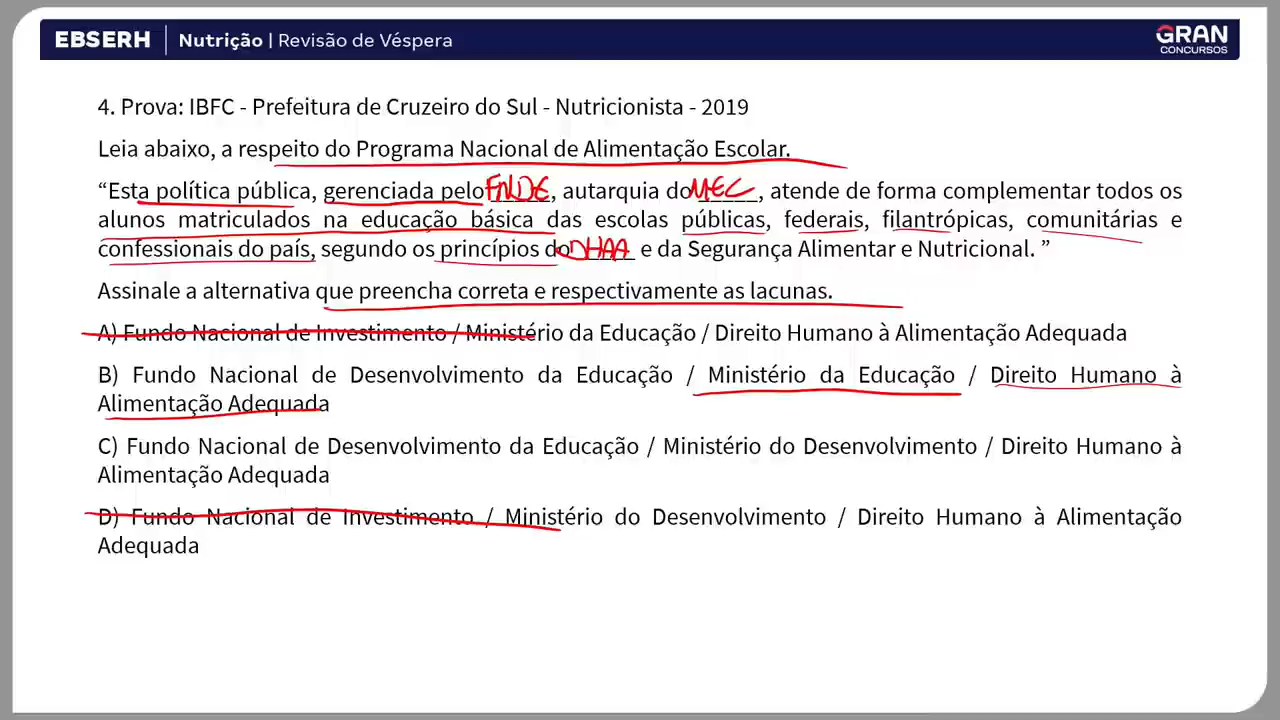 EBSERH Nutrição | Revisão de Véspera GRAN CONCURSOS
4. Prova: IBFC - Prefeitura de Cruzeiro do Sul - Nutricionista - 2019
Leia abaixo, a respeito do Programa Nacional de Alimentação Escolar.
“Esta política pública, gerenciada pelo FNDE, autarquia do MEC, atende de forma complementar todos os
alunos matriculados na educação básica das escolas públicas, federais, filantrópicas, comunitárias e
confessionais do país, segundo os princípios do DHAA e da Segurança Alimentar e Nutricional. ”
Assinale a alternativa que preencha correta e respectivamente as lacunas.
A) Fundo Nacional de Investimento / Ministério da Educação / Direito Humano à Alimentação Adequada
B) Fundo Nacional de Desenvolvimento da Educação / Ministério da Educação / Direito Humano à
Alimentação Adequada
C) Fundo Nacional de Desenvolvimento da Educação / Ministério do Desenvolvimento / Direito Humano à
Alimentação Adequada
D) Fundo Nacional de Investimento / Ministério do Desenvolvimento / Direito Humano à Alimentação
Adequada